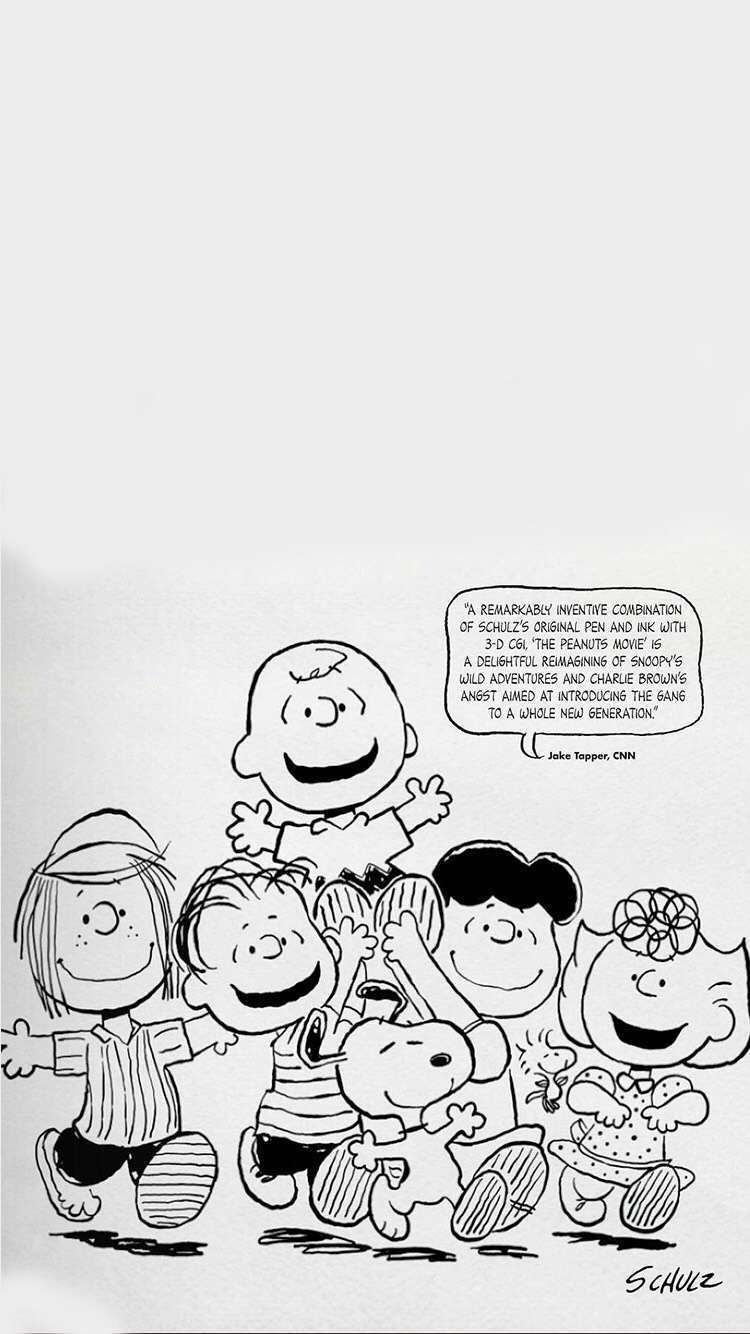 "A REMARKABLY INVENTIVE COMBINATION
OF SCHULZ'S ORIGINAL PEN AND INK WITH
3-D CGI, 'THE PEANUTS MOVIE' IS
A DELIGHTFUL REIMAGINING OF SNOOPY'S
WILD ADVENTURES AND CHARLIE BROWN'S
ANGST AIMED AT INTRODUCING THE GANG
TO A WHOLE NEW GENERATION."
Jake Tapper, CNN
SCHULZ